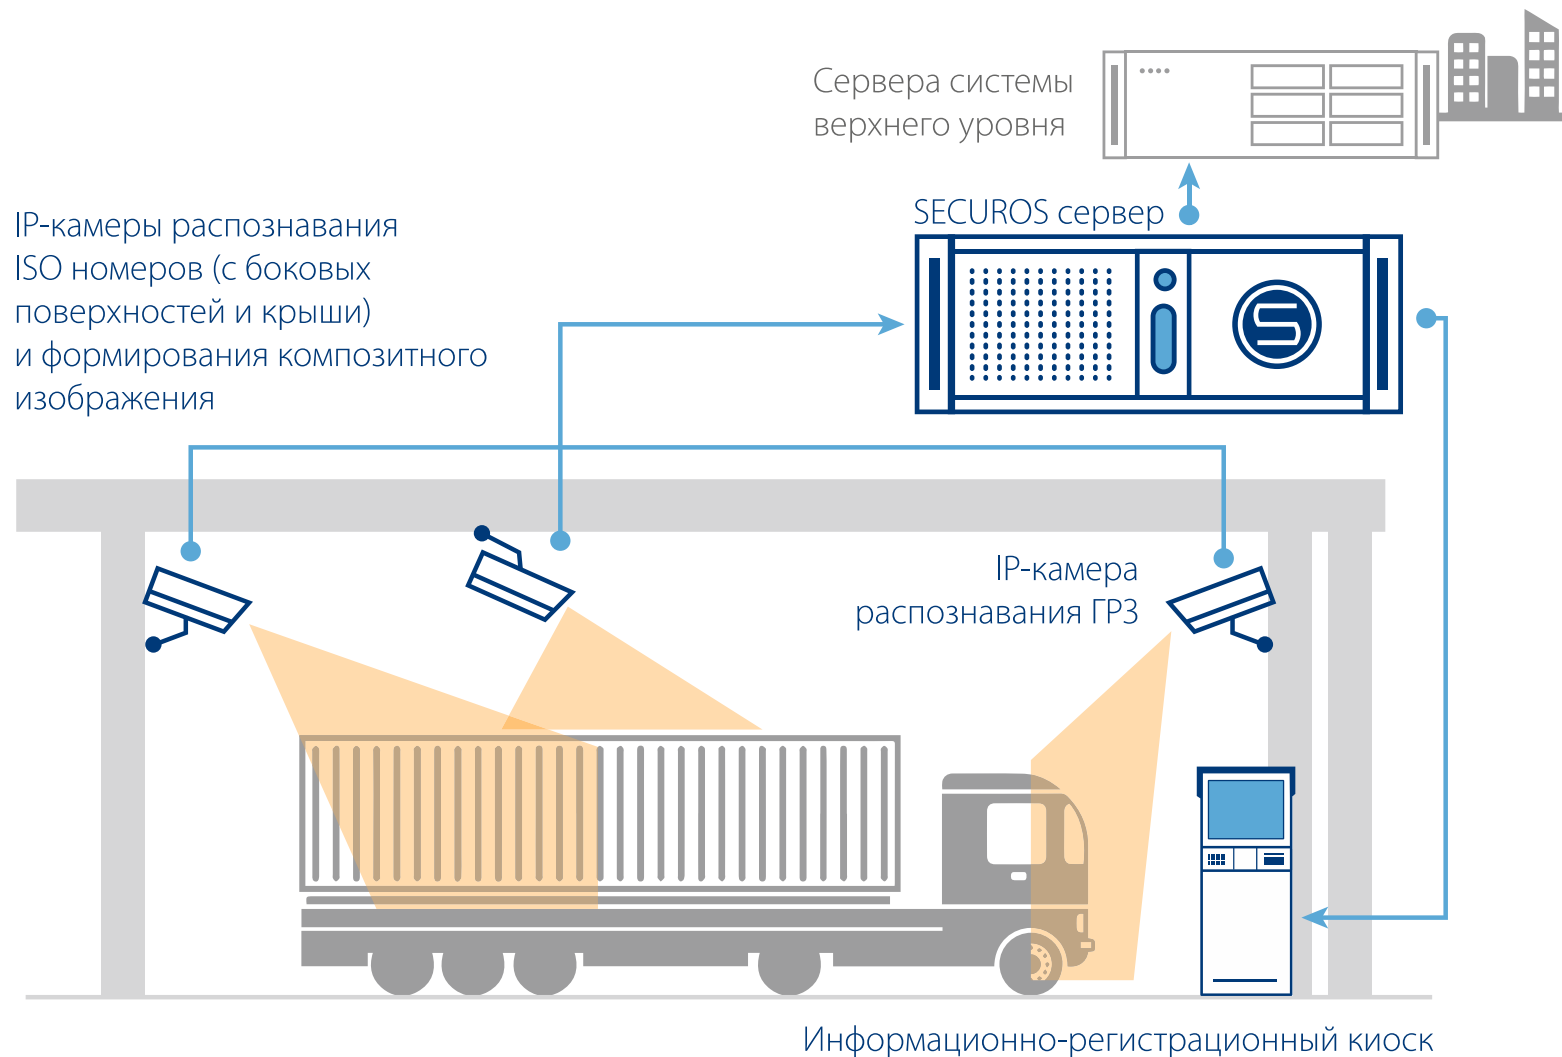 Сервера системы
верхнего уровня
SECUROS сервер
IP-камеры распознавания
ISO номеров (с боковых
поверхностей и крыши)
и формирования композитного
изображения
IP-камера
распознавания ГРЗ
Информационно-регистрационный киоск